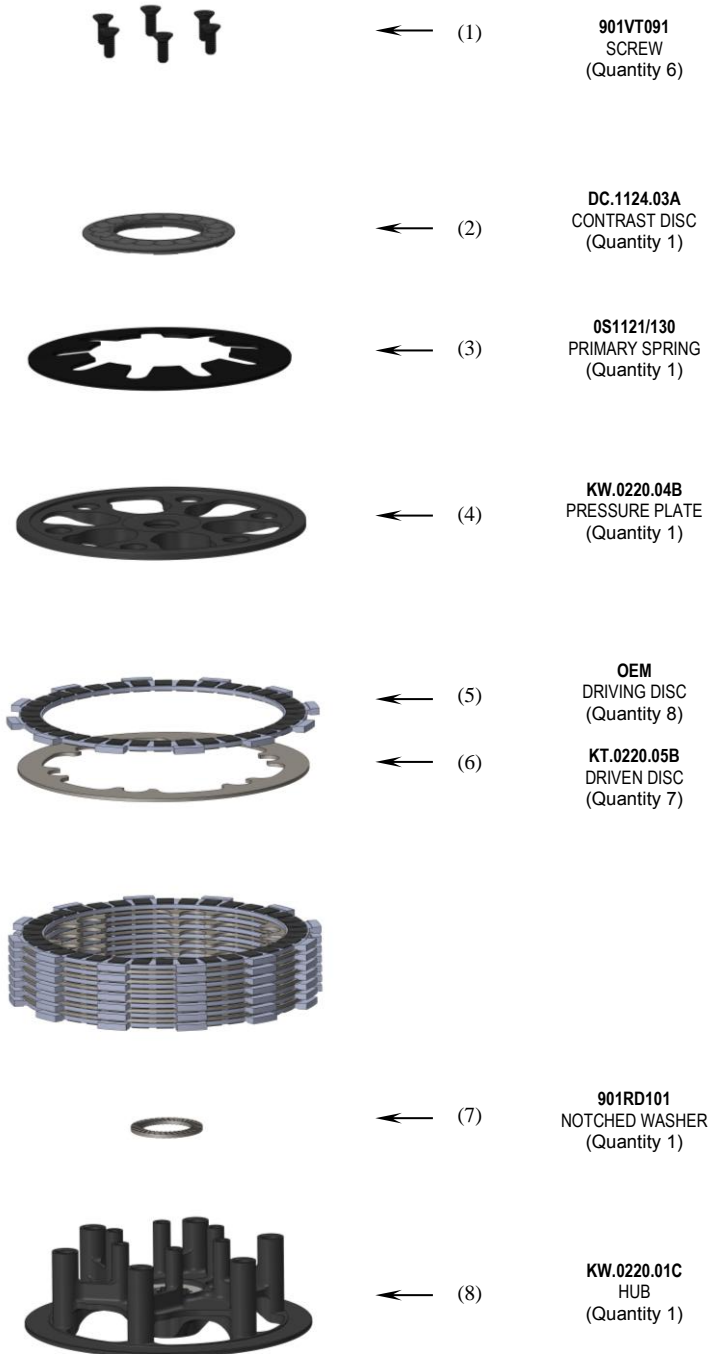 (1)
901VT091
SCREW
(Quantity 6)
(2)
DC.1124.03A
CONTRAST DISC
(Quantity 1)
(3)
0S1121/130
PRIMARY SPRING
(Quantity 1)
(4)
KW.0220.04B
PRESSURE PLATE
(Quantity 1)
(5)
OEM
DRIVING DISC
(Quantity 8)
(6)
KT.0220.05B
DRIVEN DISC
(Quantity 7)
(7)
901RD101
NOTCHED WASHER
(Quantity 1)
(8)
KW.0220.01C
HUB
(Quantity 1)